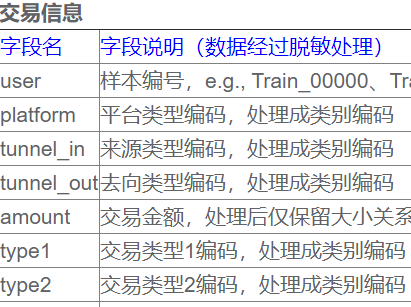 交易信息
字段名 字段说明（数据经过脱敏处理）
user 样本编号，e.g., Train_00000、
platform 平台类型编码，处理成类别编码
tunnel_in 来源类型编码，处理成类别编码
tunnel_out 去向类型编码，处理成类别编码
amount 交易金额，处理后仅保留大小关系
type1 交易类型1编码，处理成类别编码
type2 交易类型2编码，处理成类别编码